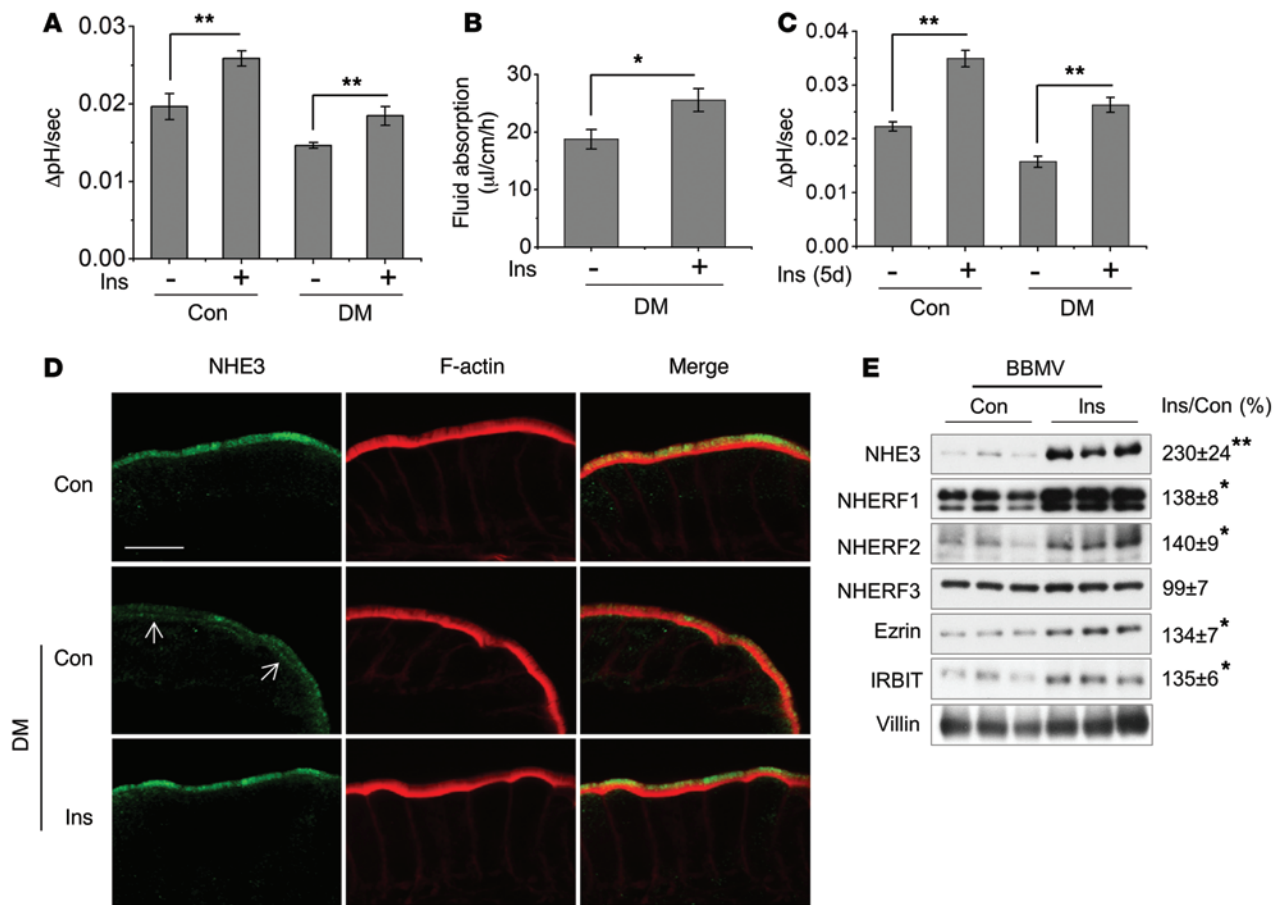 A
ΔpH/sec
0.03
0.02
0.01
0.00
**
**
Ins - + - +
Con DM
B
Fluid absorption
(μl/cm/h)
30
20
10
0
*
Ins - +
DM
C
ΔpH/sec
0.04
0.03
0.02
0.01
0.00
**
**
Ins (5d) - + - +
Con DM
D
NHE3 F-actin Merge
Con
DM
Con
Ins
E
BBMV
Con Ins Ins/Con (%)
NHE3 230±24**
NHERF1 138±8*
NHERF2 140±9*
NHERF3 99±7
Ezrin 134±7*
IRBIT 135±6*
Villin